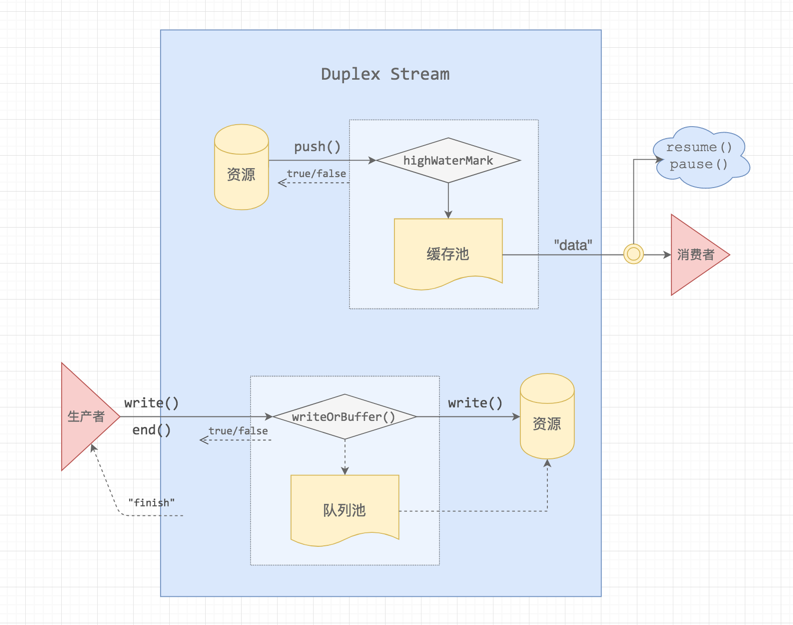 Duplex Stream
push()
true/false
资源
highWaterMark
缓存池
"data"
resume()
pause()
消费者
生产者
write()
end()
true/false
"finish"
writeOrBuffer()
队列池
write()
资源